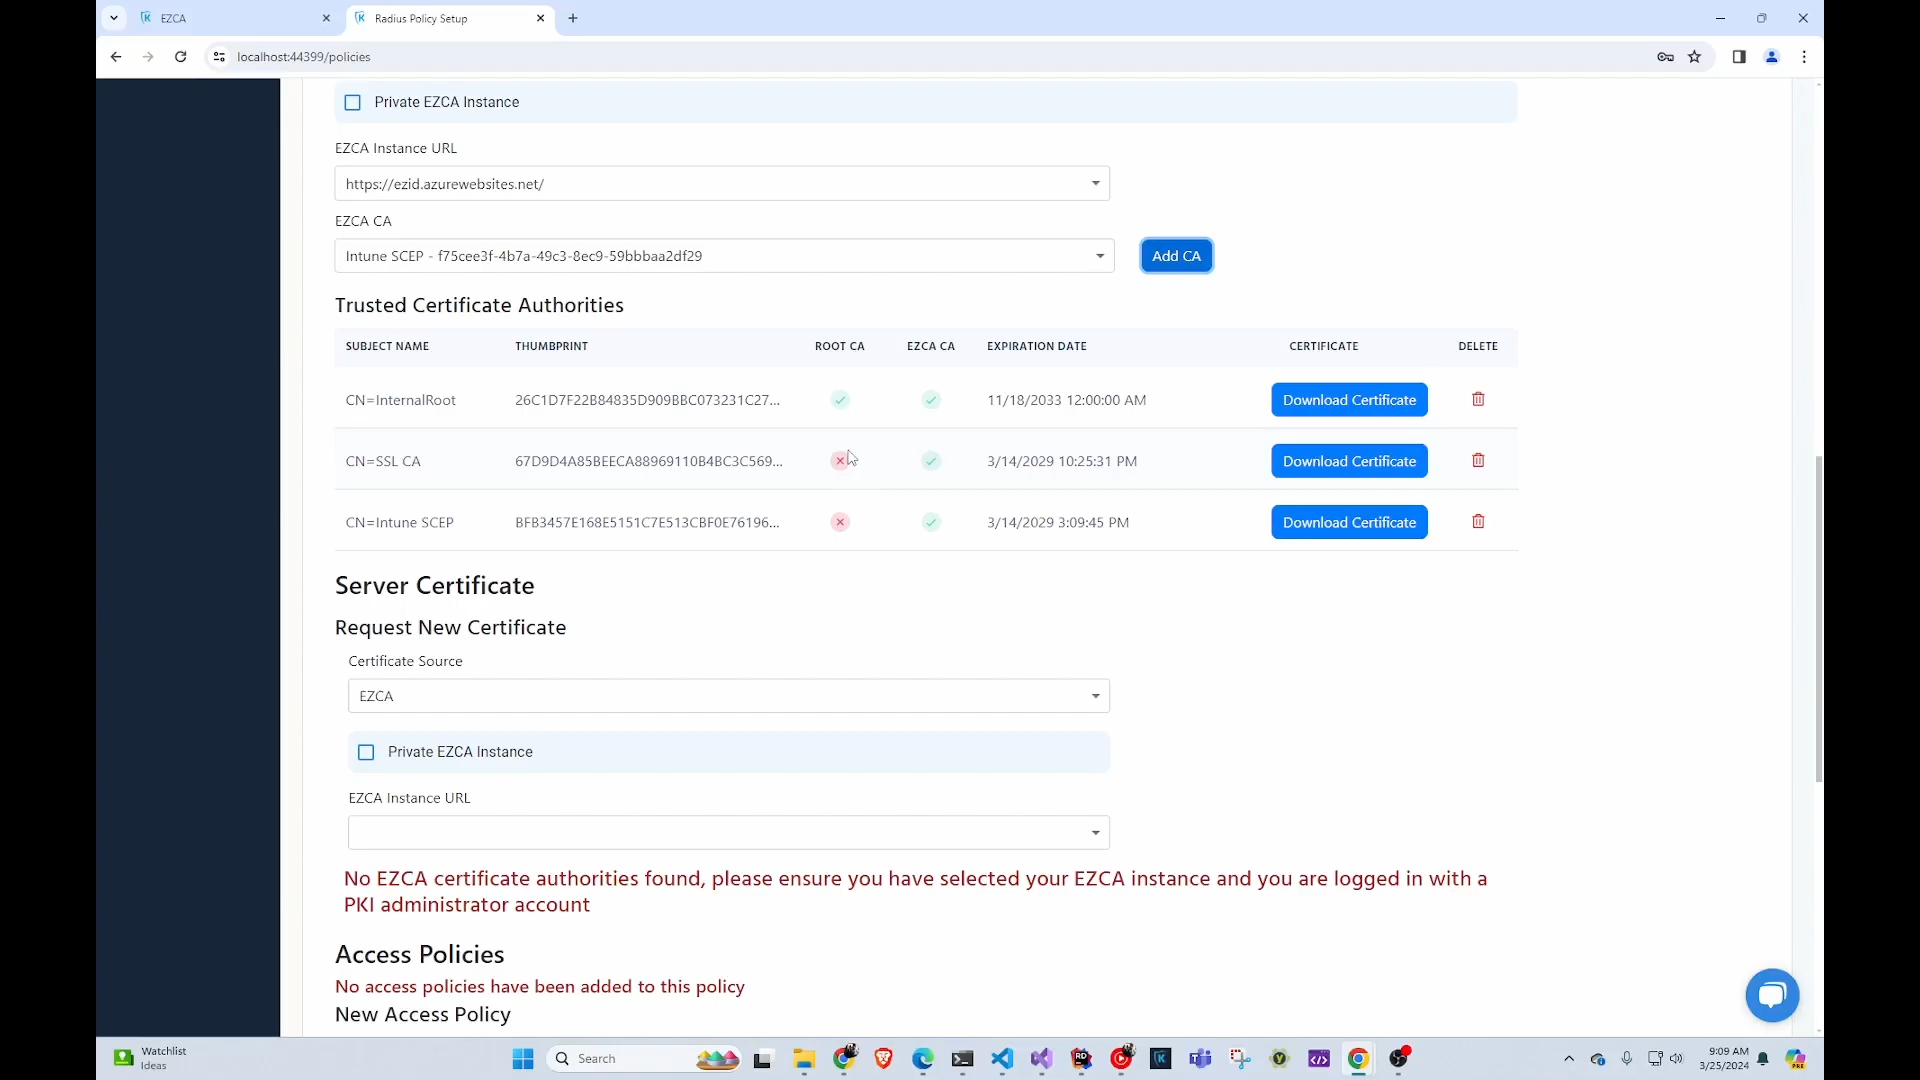 EZCA
Radius Policy Setup
localhost:44399/policies
Private EZCA Instance
EZCA Instance URL
https://ezid.azurewebsites.net/
EZCA CA
Intune SCEP - f75cee3f-4b7a-49c3-8ec9-59bbbaa2df29
Add CA
Trusted Certificate Authorities
SUBJECT NAME THUMBPRINT ROOT CA EZCA CA EXPIRATION DATE CERTIFICATE DELETE
CN=InternalRoot 26C1D7F22B84835D909BBC073231C27... 11/18/2033 12:00:00 AM Download Certificate
CN=SSL CA 67D9D4A85BEECA88969110B4BC3C569... 3/14/2029 10:25:31 PM Download Certificate
CN=Intune SCEP BFB3457E168E5151C7E513CBF0E76196... 3/14/2029 3:09:45 PM Download Certificate
Server Certificate
Request New Certificate
Certificate Source
EZCA
Private EZCA Instance
EZCA Instance URL
No EZCA certificate authorities found, please ensure you have selected your EZCA instance and you are logged in with a
PKI administrator account
Access Policies
No access policies have been added to this policy
New Access Policy
Watchlist
Ideas
Search
9:09 AM
3/25/2024